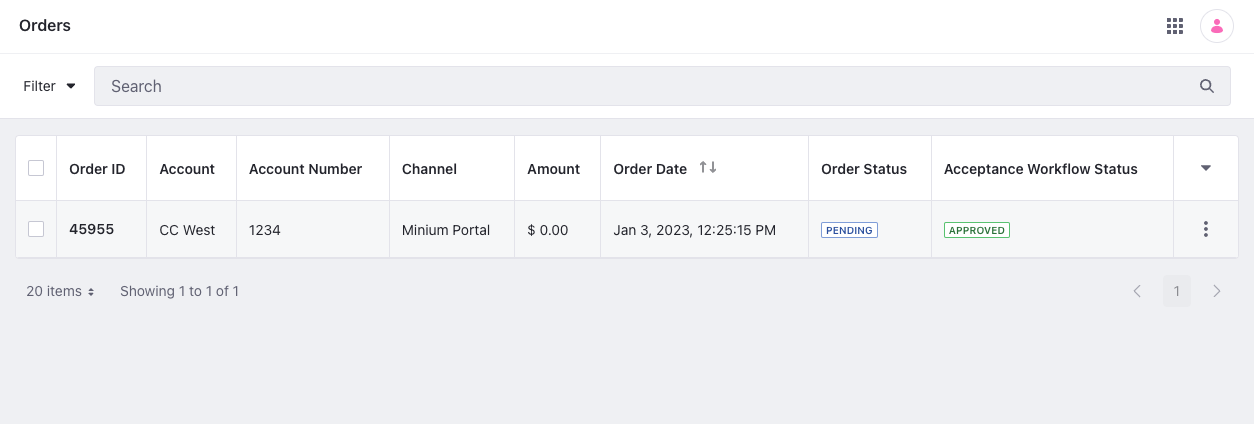 Orders
Filter Search
Order ID Account Account Number Channel Amount Order Date Order Status Acceptance Workflow Status
45955 CC West 1234 Minium Portal $ 0.00 Jan 3, 2023, 12:25:15 PM PENDING APPROVED
20 items Showing 1 to 1 of 1 1